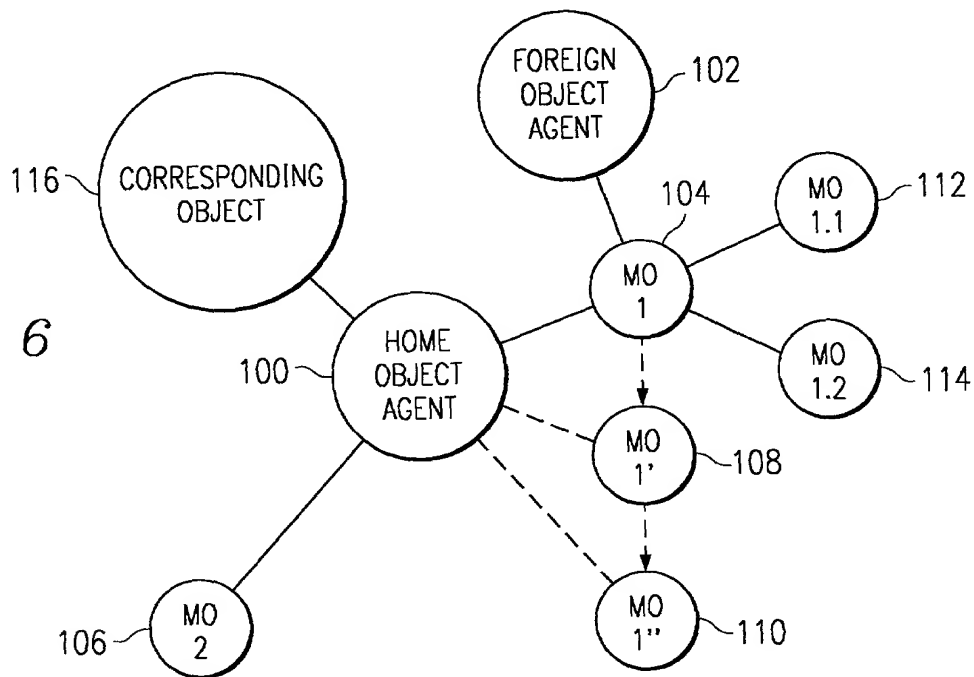 FOREIGN
OBJECT
AGENT
102
116
CORRESPONDING
OBJECT
104
MO
1.1
112
MO
1
6
100
HOME
OBJECT
AGENT
MO
1.2
114
MO
1'
108
106
MO
2
MO
1"
110